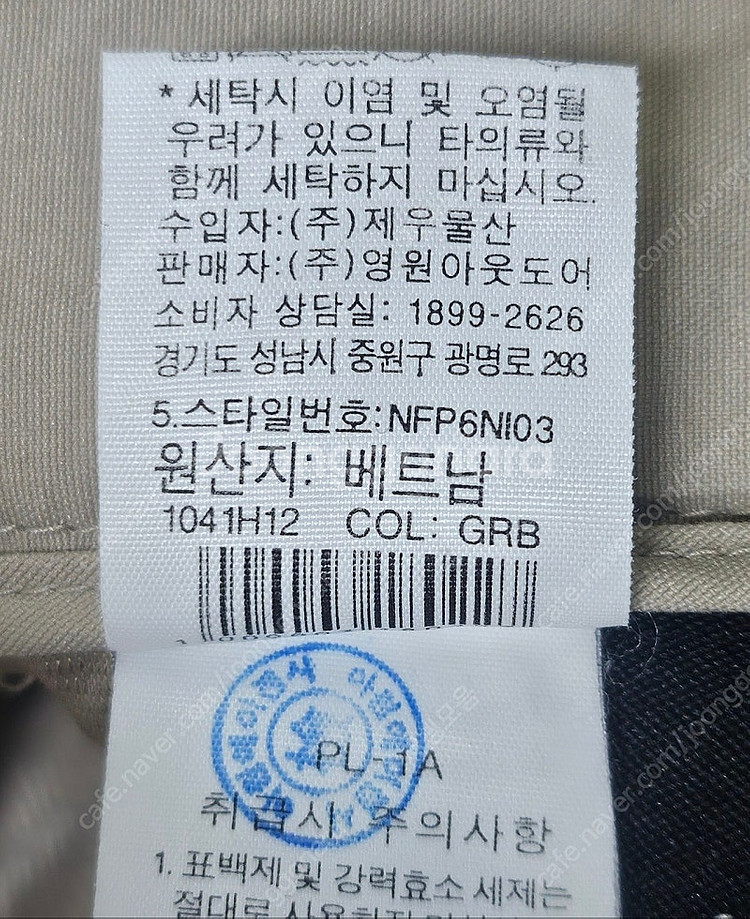 * 세탁시 이염 및 오염될
우려가 있으니 타의류와
함께 세탁하지 마십시오.
수입자:(주)제우물산
판매자:(주)영원아웃도어
소비자 상담실: 1899-2626
경기도 성남시 중원구 광명로 293
5.스타일번호:NFP6NI03
원산지: 베트남
1041H12 COL: GRB
PL-1A
취급시 주의사항
1. 표백제 및 강력효소 세제는
절대로